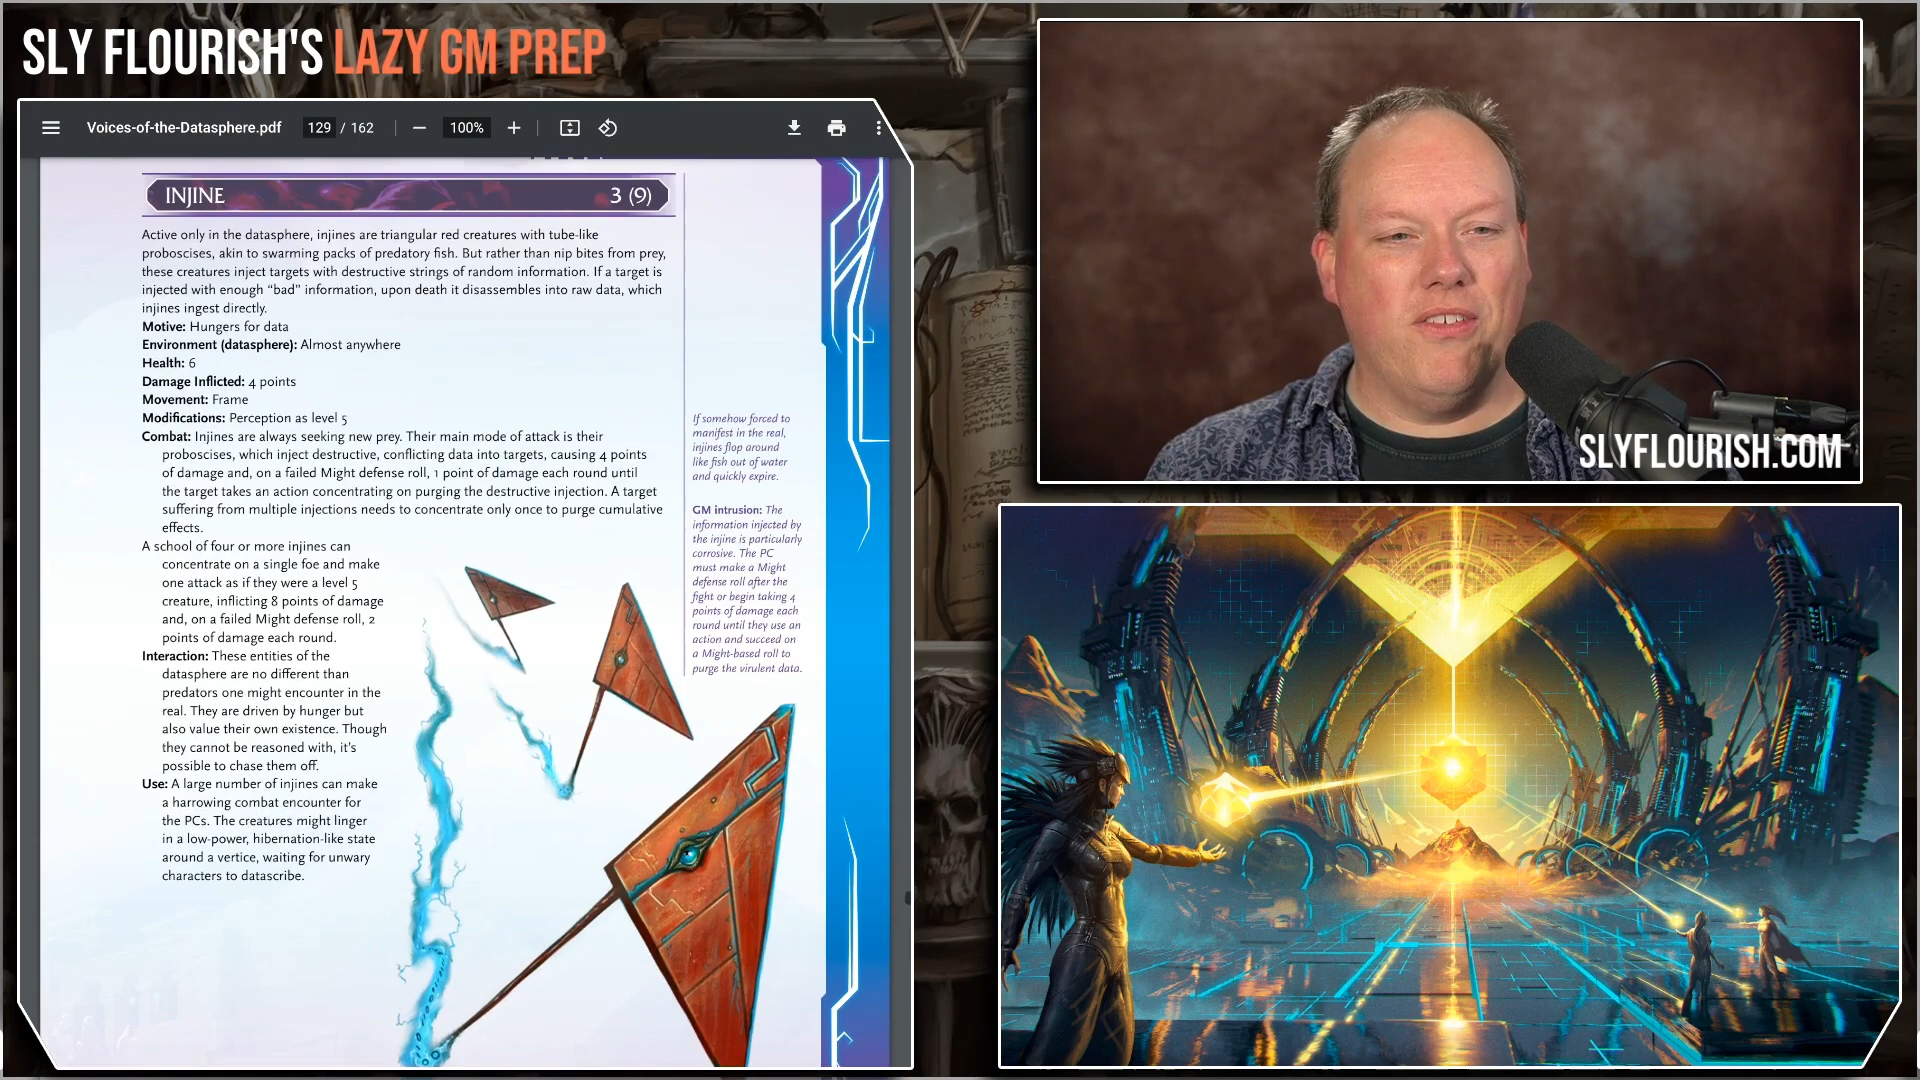 SLY FLOURISH'S LAZY GM PREP
Voices-of-the-Datasphere.pdf 129 / 162 100%
INJINE 3 (9)
Active only in the datasphere, injines are triangular red creatures with tube-like
proboscises, akin to swarming packs of predatory fish. But rather than nip bites from prey,
these creatures inject targets with destructive strings of random information. If a target is
injected with enough “bad” information, upon death it disassembles into raw data, which
injines ingest directly.
Motive: Hungers for data
Environment (datasphere): Almost anywhere
Health: 6
Damage Inflicted: 4 points
Movement: Frame
Modifications: Perception as level 5
Combat: Injines are always seeking new prey. Their main mode of attack is their
proboscises, which inject destructive, conflicting data into targets, causing 4 points
of damage and, on a failed Might defense roll, 1 point of damage each round until
the target takes an action concentrating on purging the destructive injection. A target
suffering from multiple injections needs to concentrate only once to purge cumulative
effects.
A school of four or more injines can
concentrate on a single foe and make
one attack as if they were a level 5
creature, inflicting 8 points of damage
and, on a failed Might defense roll, 2
points of damage each round.
Interaction: These entities of the
datasphere are no different than
predators one might encounter in the
real. They are driven by hunger but
also value their own existence. Though
they cannot be reasoned with, it’s
possible to chase them off.
Use: A large number of injines can make
a harrowing combat encounter for
the PCs. The creatures might linger
in a low-power, hibernation-like state
around a vertice, waiting for unwary
characters to datascribe.
If somehow forced to
manifest in the real,
injines flop around
like fish out of water
and quickly expire.
GM intrusion: The
information injected by
the injine is particularly
corrosive. The PC
must make a Might
defense roll after the
fight or begin taking 4
points of damage each
round until they use an
action and succeed on
a Might-based roll to
purge the virulent data.
SLYFLOURISH.COM